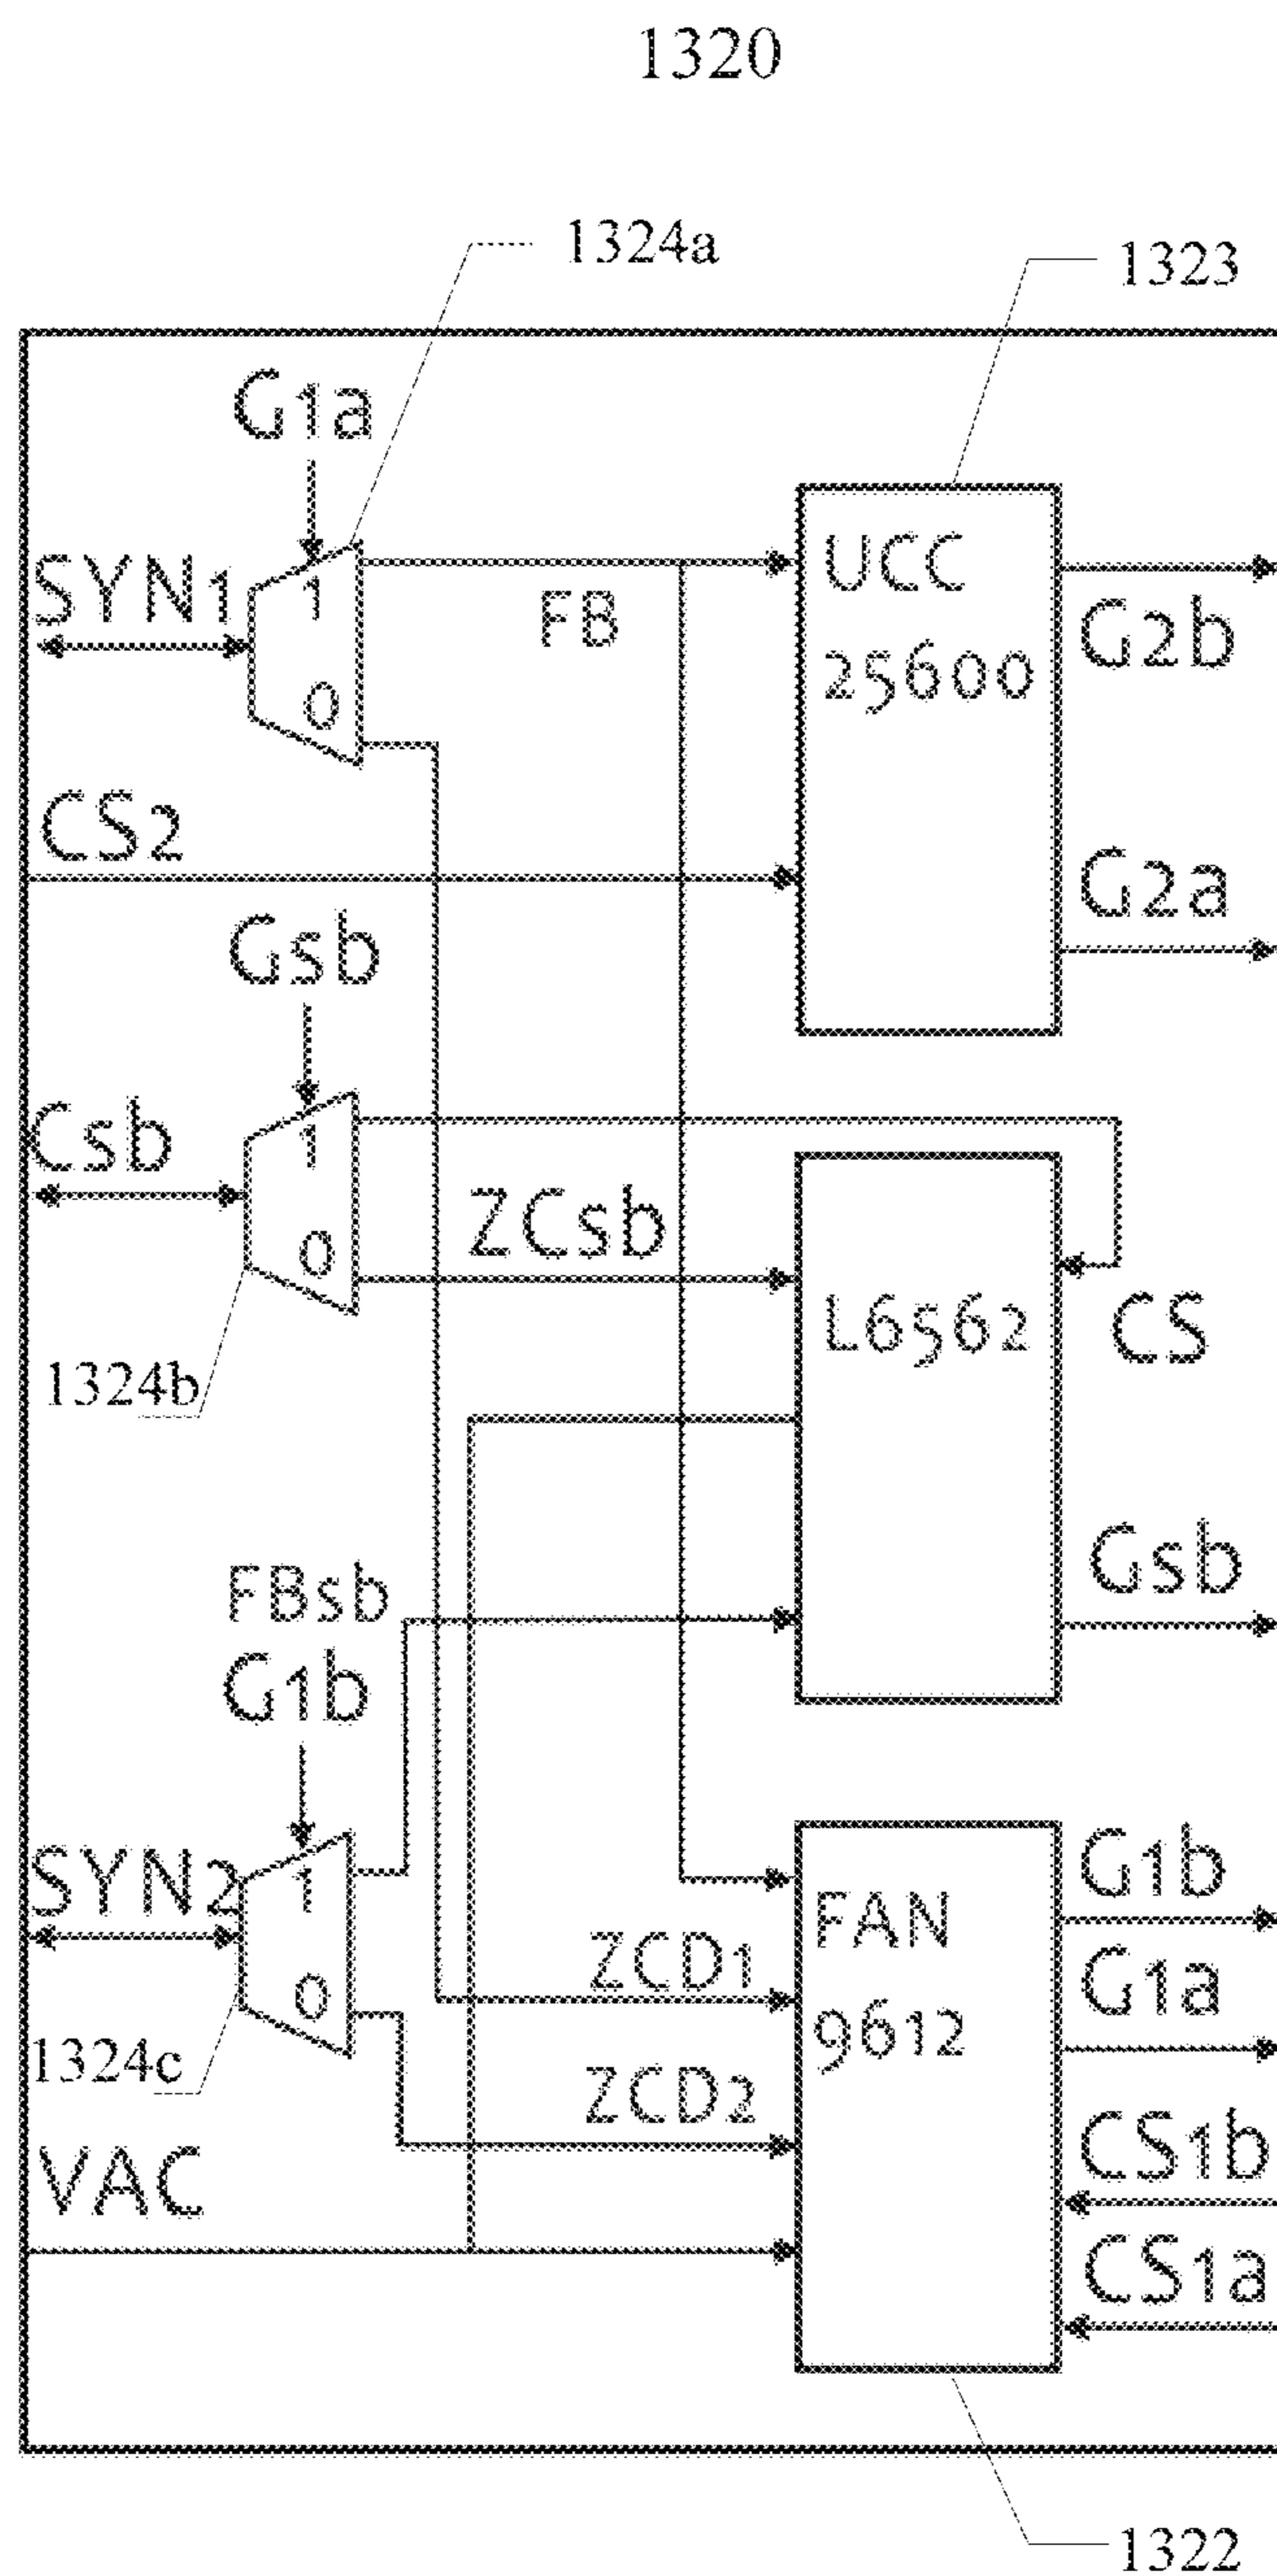 1320
1324a
1323
G1a
SYN1
1
0
FB
UCC
25600
G2b
CS2
G2a
Gsb
Csb
1
0
ZCsb
L6562
CS
1324b
Gsb
FBsb
G1b
SYN2
1
0
ZCD1
FAN
9612
G1b
G1a
1324c
ZCD2
VAC
CS1b
CS1a
1322